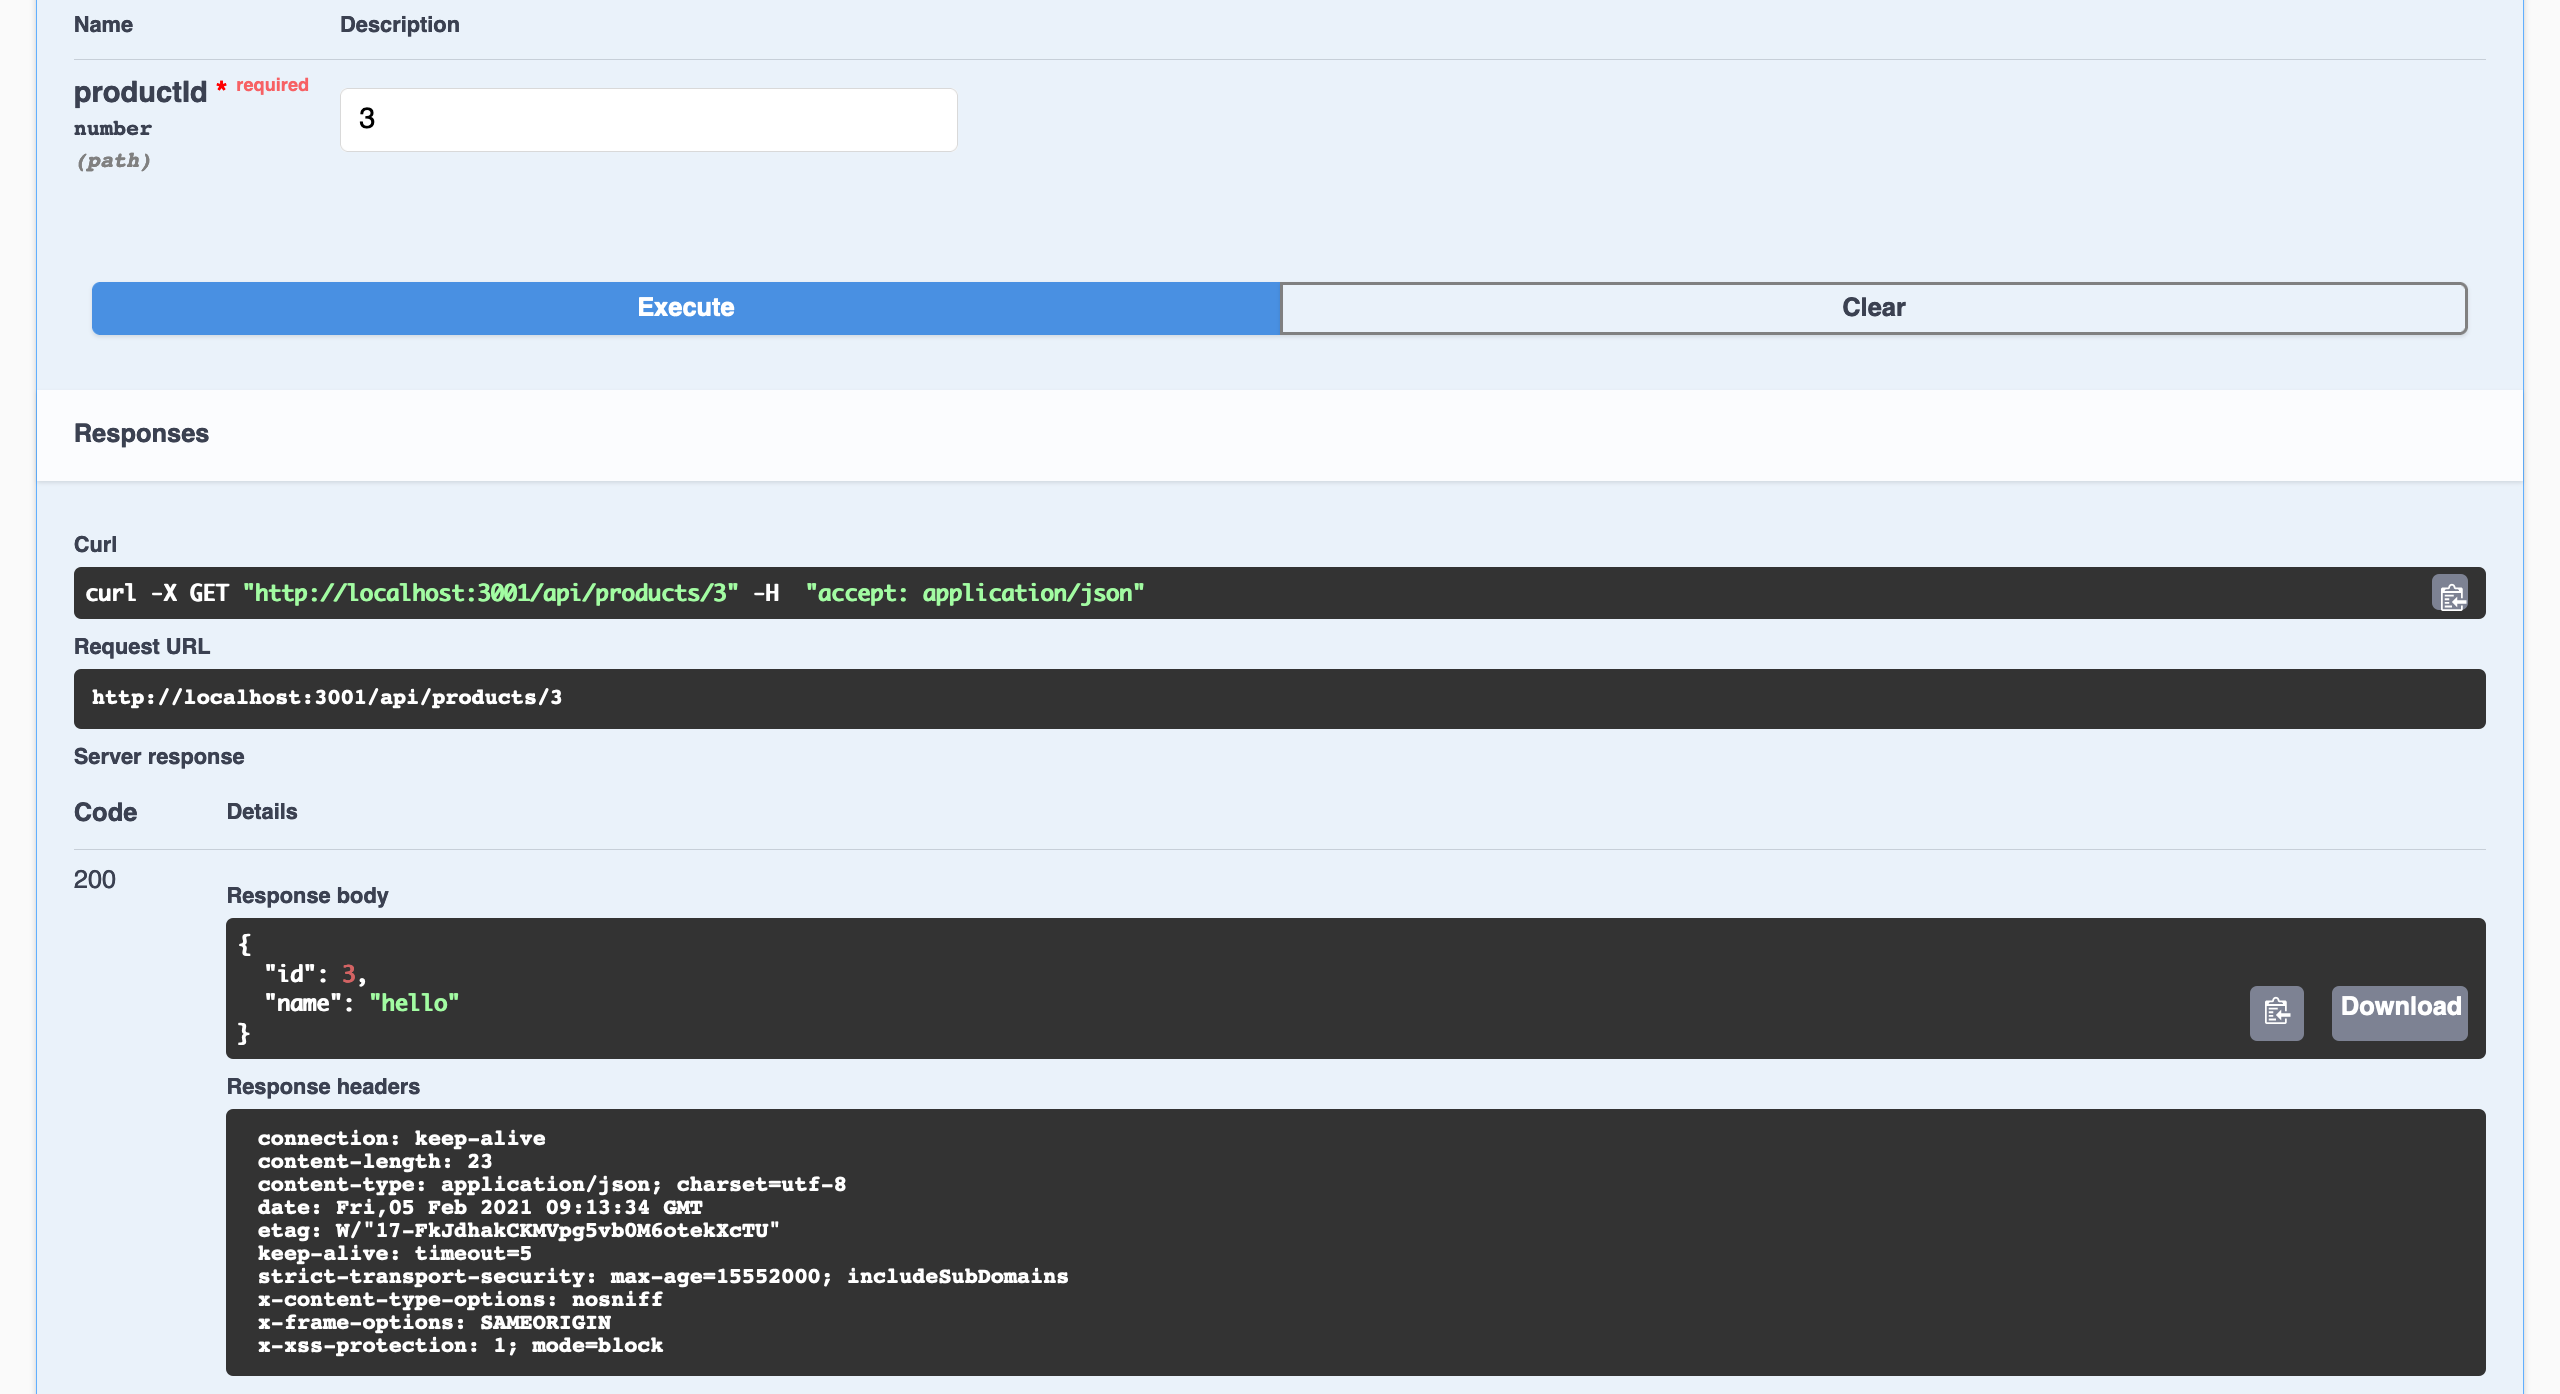 Name Description
productId * required
number
(path)
3
Execute Clear
Responses
Curl
curl -X GET "http://localhost:3001/api/products/3" -H  "accept: application/json"
Request URL
http://localhost:3001/api/products/3
Server response
Code Details
200
Response body
{
  "id": 3,
  "name": "hello"
}
Download
Response headers
connection: keep-alive
content-length: 23
content-type: application/json; charset=utf-8
date: Fri,05 Feb 2021 09:13:34 GMT
etag: W/"17-FkJdhakCKMVpg5vb0M6otekXcTU"
keep-alive: timeout=5
strict-transport-security: max-age=15552000; includeSubDomains
x-content-type-options: nosniff
x-frame-options: SAMEORIGIN
x-xss-protection: 1; mode=block